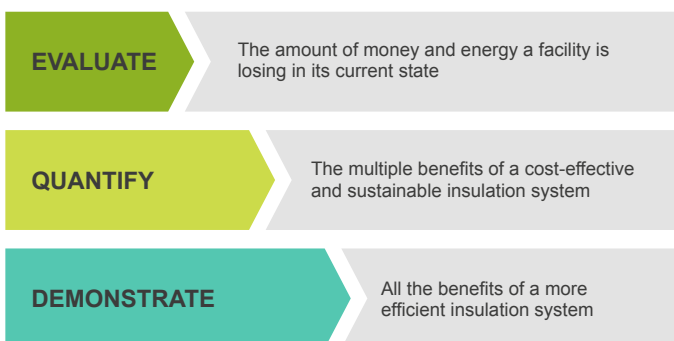 EVALUATE
The amount of money and energy a facility is
losing in its current state
QUANTIFY
The multiple benefits of a cost-effective
and sustainable insulation system
DEMONSTRATE
All the benefits of a more
efficient insulation system